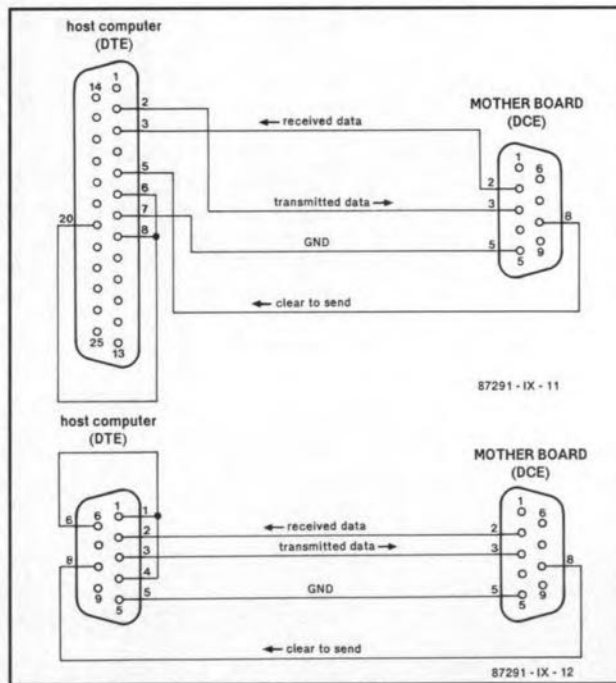 host computer
(DTE)
MOTHER BOARD
(DCE)
14
1
2
3
5
6
7
8
20
25
13
← received data
transmitted data →
GND
← clear to send
1
6
2
3
8
5
9
5
87291 - IX - 11
host computer
(DTE)
MOTHER BOARD
(DCE)
6
6
1
1
2
3
8
4
9
5
5
← received data
transmitted data →
GND
← clear to send
1
6
2
3
8
5
9
5
87291 - IX - 12